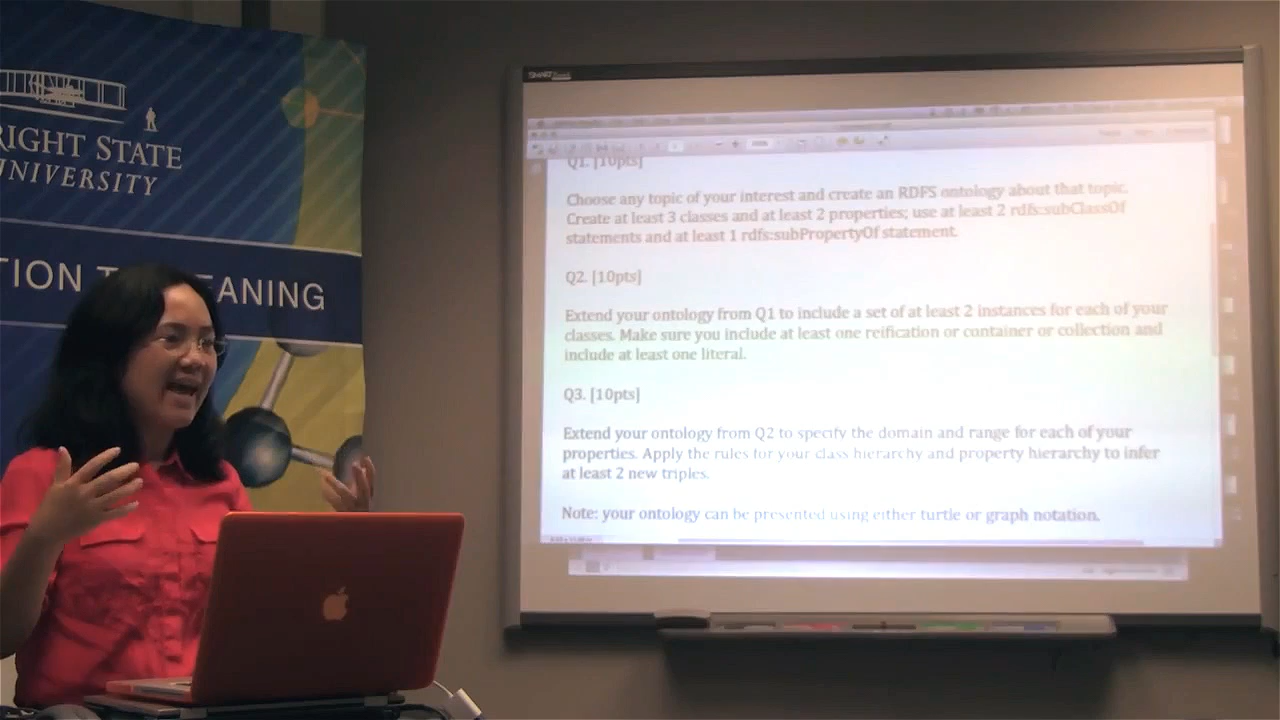 RIGHT STATE
UNIVERSITY
TION T EANING
SMART
Q1. [10pts]
Choose any topic of your interest and create an RDFS ontology about that topic.
Create at least 3 classes and at least 2 properties; use at least 2 rdfs:subClassOf
statements and at least 1 rdfs:subPropertyOf statement.
Q2. [10pts]
Extend your ontology from Q1 to include a set of at least 2 instances for each of your
classes. Make sure you include at least one reification or container or collection and
include at least one literal.
Q3. [10pts]
Extend your ontology from Q2 to specify the domain and range for each of your
properties. Apply the rules for your class hierarchy and property hierarchy to infer
at least 2 new triples.
Note: your ontology can be presented using either turtle or graph notation.